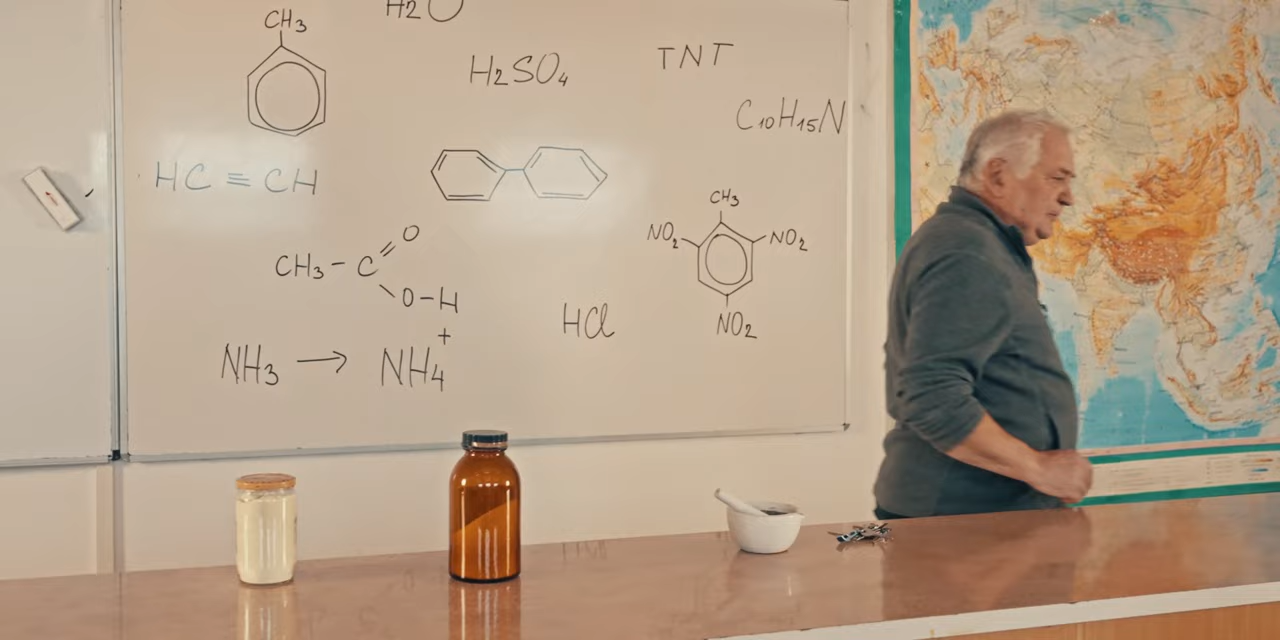 H2O
CH3
H2SO4
TNT
C10H15N
HC ≡ CH
CH3
NO2
NO2
NO2
CH3 - C
O
O-H
HCl
NH3 → NH4+